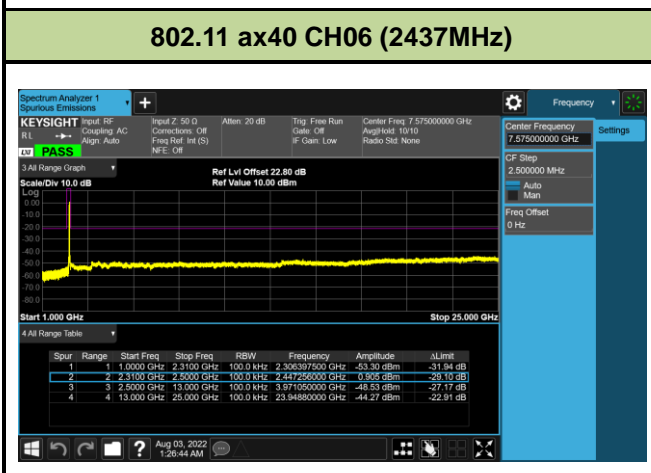 802.11 ax40 CH06 (2437MHz)
Spectrum Analyzer 1
Spurious Emissions
Frequency
KEYSIGHT
RL
PASS
Input: RF
Coupling: AC
Align: Auto
Input Z: 50 Ω
Corrections: Off
Freq Ref: Int (S)
NFE: Off
Atten: 20 dB
Trig: Free Run
Gate: Off
IF Gain: Low
Center Freq: 7.575000000 GHz
Avg|Hold: 10/10
Radio Std: None
Center Frequency
7.575000000 GHz
Settings
CF Step
2.500000 MHz
Auto
Man
Freq Offset
0 Hz
3 All Range Graph
Scale/Div 10.0 dB
Ref Lvl Offset 22.80 dB
Ref Value 10.00 dBm
Log
0.00
-10.0
-20.0
-30.0
-40.0
-50.0
-60.0
-70.0
-80.0
Start 1.000 GHz
Stop 25.000 GHz
4 All Range Table
Spur Range Start Freq Stop Freq RBW Frequency Amplitude ΔLimit
1 1 1.0000 GHz 2.3100 GHz 100.0 kHz 2.306397500 GHz -53.30 dBm -31.94 dB
2 2 2.3100 GHz 2.5000 GHz 100.0 kHz 2.447256000 GHz 0.905 dBm -29.10 dB
3 3 2.5000 GHz 13.000 GHz 100.0 kHz 3.971050000 GHz -48.53 dBm -27.17 dB
4 4 13.000 GHz 25.000 GHz 100.0 kHz 23.94880000 GHz -44.27 dBm -22.91 dB
Aug 03, 2022
1:26:44 AM